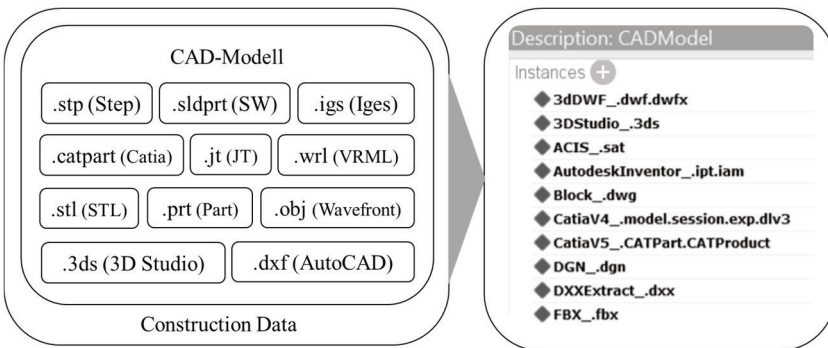 CAD-Modell
.stp (Step) .sldprt (SW) .igs (Iges)
.catpart (Catia) .jt (JT) .wrl (VRML)
.stl (STL) .prt (Part) .obj (Wavefront)
.3ds (3D Studio) .dxf (AutoCAD)
Construction Data
Description: CADModel
Instances +
3dDWF_.dwf.dwfx
3DStudio_.3ds
ACIS_.sat
AutodeskInventor_.ipt.iam
Block_.dwg
CatiaV4_.model.session.exp.dlv3
CatiaV5_.CATPart.CATProduct
DGN_.dgn
DXXExtract_.dxx
FBX_.fbx